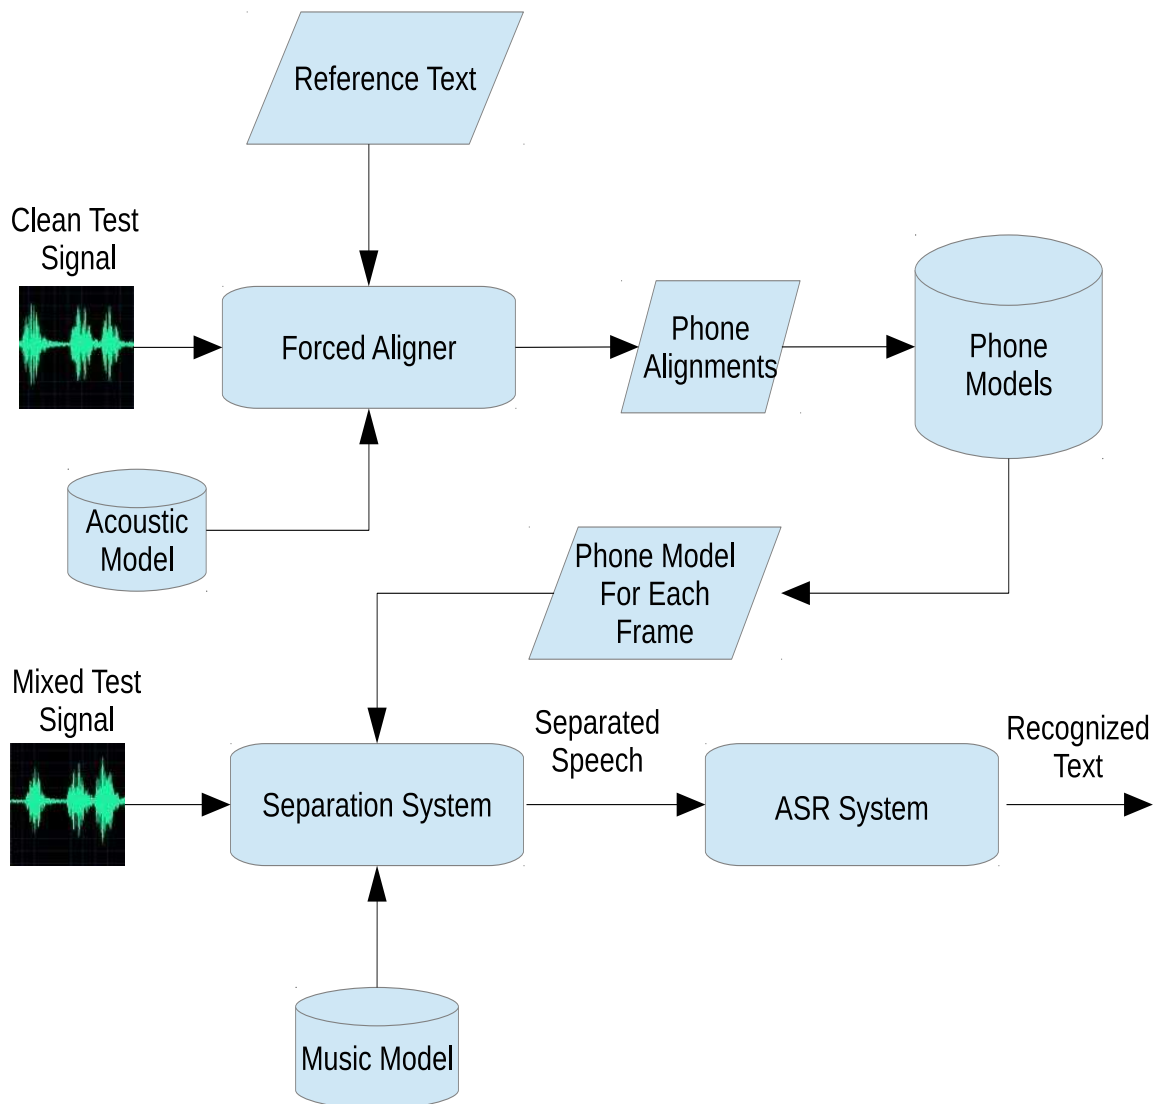 Reference Text
Clean Test
Signal
Forced Aligner
Phone
Alignments
Phone
Models
Acoustic
Model
Phone Model
For Each
Frame
Mixed Test
Signal
Separation System
Separated
Speech
ASR System
Recognized
Text
Music Model